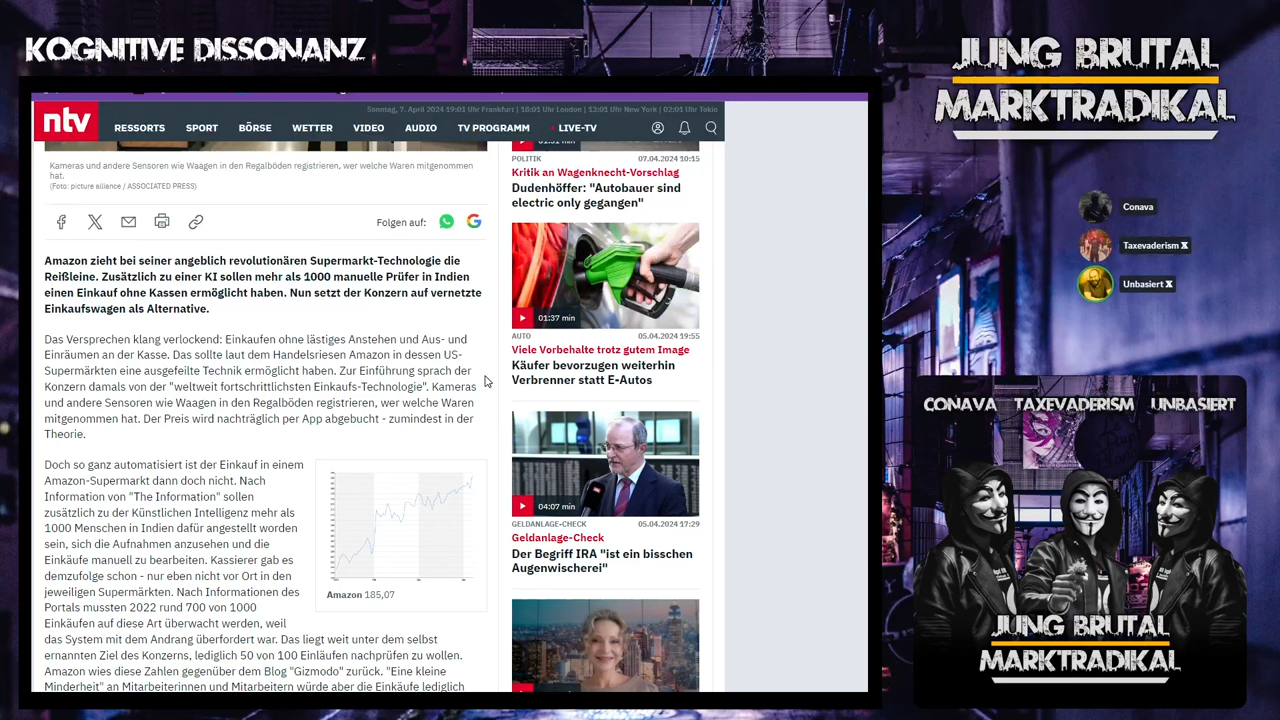 KOGNITIVE DISSONANZ
JUNG BRUTAL
MARKTRADIKAL
ntv
Sonntag, 7. April 2024 19:01 Uhr Frankfurt | 18:01 Uhr London | 13:01 Uhr New York | 02:01 Uhr Tokio
RESSORTS SPORT BÖRSE WETTER VIDEO AUDIO TV PROGRAMM LIVE-TV
Kameras und andere Sensoren wie Waagen in den Regalböden registrieren, wer welche Waren mitgenommen
hat.
(Foto: picture alliance / ASSOCIATED PRESS)
Folgen auf:
Amazon zieht bei seiner angeblich revolutionären Supermarkt-Technologie die
Reißleine. Zusätzlich zu einer KI sollen mehr als 1000 manuelle Prüfer in Indien
einen Einkauf ohne Kassen ermöglicht haben. Nun setzt der Konzern auf vernetzte
Einkaufswagen als Alternative.
Das Versprechen klang verlockend: Einkaufen ohne lästiges Anstehen und Aus- und
Einräumen an der Kasse. Das sollte laut dem Handelsriesen Amazon in dessen US-
Supermärkten eine ausgefeilte Technik ermöglicht haben. Zur Einführung sprach der
Konzern damals von der "weltweit fortschrittlichsten Einkaufs-Technologie". Kameras
und andere Sensoren wie Waagen in den Regalböden registrieren, wer welche Waren
mitgenommen hat. Der Preis wird nachträglich per App abgebucht - zumindest in der
Theorie.
Doch so ganz automatisiert ist der Einkauf in einem
Amazon-Supermarkt dann doch nicht. Nach
Information von "The Information" sollen
zusätzlich zu der Künstlichen Intelligenz mehr als
1000 Menschen in Indien dafür angestellt worden
sein, sich die Aufnahmen anzusehen und die
Einkäufe manuell zu bearbeiten. Kassierer gab es
demzufolge schon - nur eben nicht vor Ort in den
jeweiligen Supermärkten. Nach Informationen des
Portals mussten 2022 rund 700 von 1000
Einkäufen auf diese Art überwacht werden, weil
das System mit dem Andrang überfordert war. Das liegt weit unter dem selbst
ernannten Ziel des Konzerns, lediglich 50 von 100 Einläufen nachprüfen zu wollen.
Amazon wies diese Zahlen gegenüber dem Blog "Gizmodo" zurück. "Eine kleine
Minderheit" an Mitarbeiterinnen und Mitarbeitern würde aber die Einkäufe lediglich
Amazon 185,07
01:31 min
POLITIK 07.04.2024 10:15
Kritik an Wagenknecht-Vorschlag
Dudenhöffer: "Autobauer sind
electric only gegangen"
01:37 min
AUTO 05.04.2024 19:55
Viele Vorbehalte trotz gutem Image
Käufer bevorzugen weiterhin
Verbrenner statt E-Autos
04:07 min
GELDANLAGE-CHECK 05.04.2024 17:29
Geldanlage-Check
Der Begriff IRA "ist ein bisschen
Augenwischerei"
Conava
Taxevaderism X
Unbasiert X
CONAVA TAXEVADERISM UNBASIERT
JUNG BRUTAL
MARKTRADIKAL